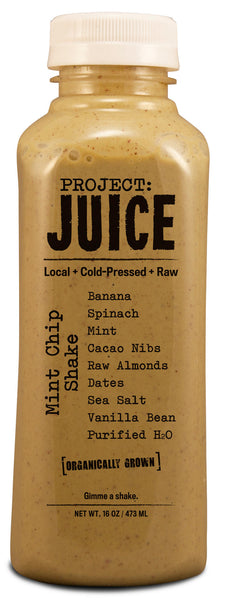 PROJECT:
JUICE
Local + Cold-Pressed + Raw
Mint Chip
Shake
Banana
Spinach
Mint
Cacao Nibs
Raw Almonds
Dates
Sea Salt
Vanilla Bean
Purified H₂O
[ORGANICALLY GROWN]
Gimme a shake.
NET WT. 16 OZ / 473 ML